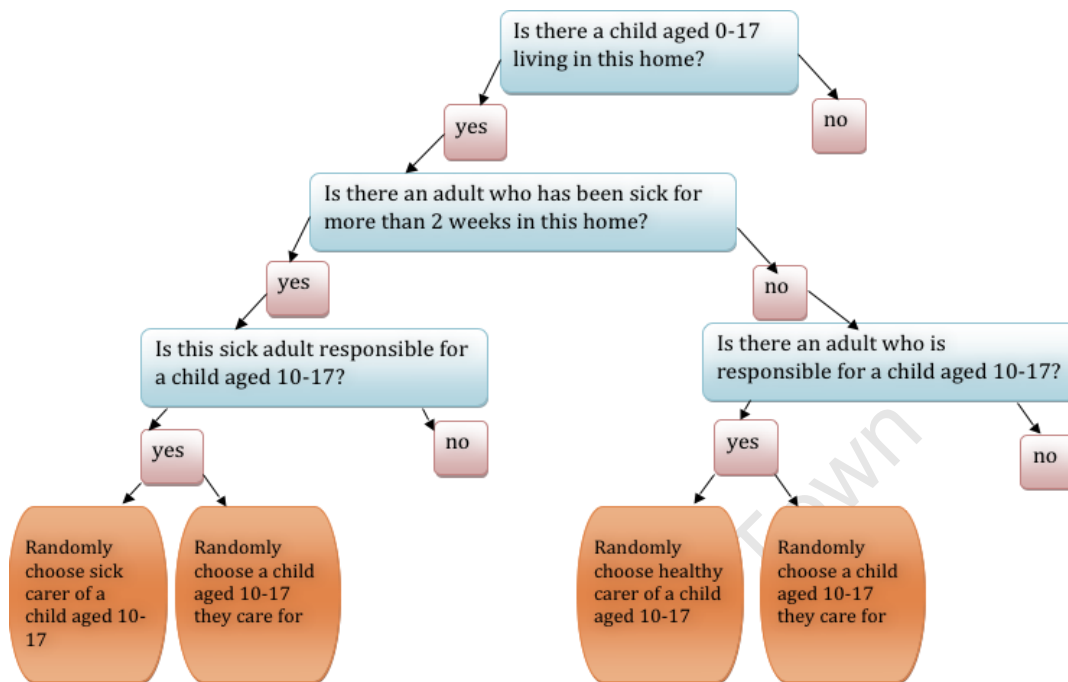 Is there a child aged 0-17
living in this home?
yes
no
Is there an adult who has been sick for
more than 2 weeks in this home?
yes
no
Is this sick adult responsible for
a child aged 10-17?
Is there an adult who is
responsible for a child aged 10-17?
yes
no
yes
no
Randomly
choose sick
carer of a
child aged 10-
17
Randomly
choose a child
aged 10-17
they care for
Randomly
choose healthy
carer of a child
aged 10-17
Randomly
choose a child
aged 10-17
they care for
Town